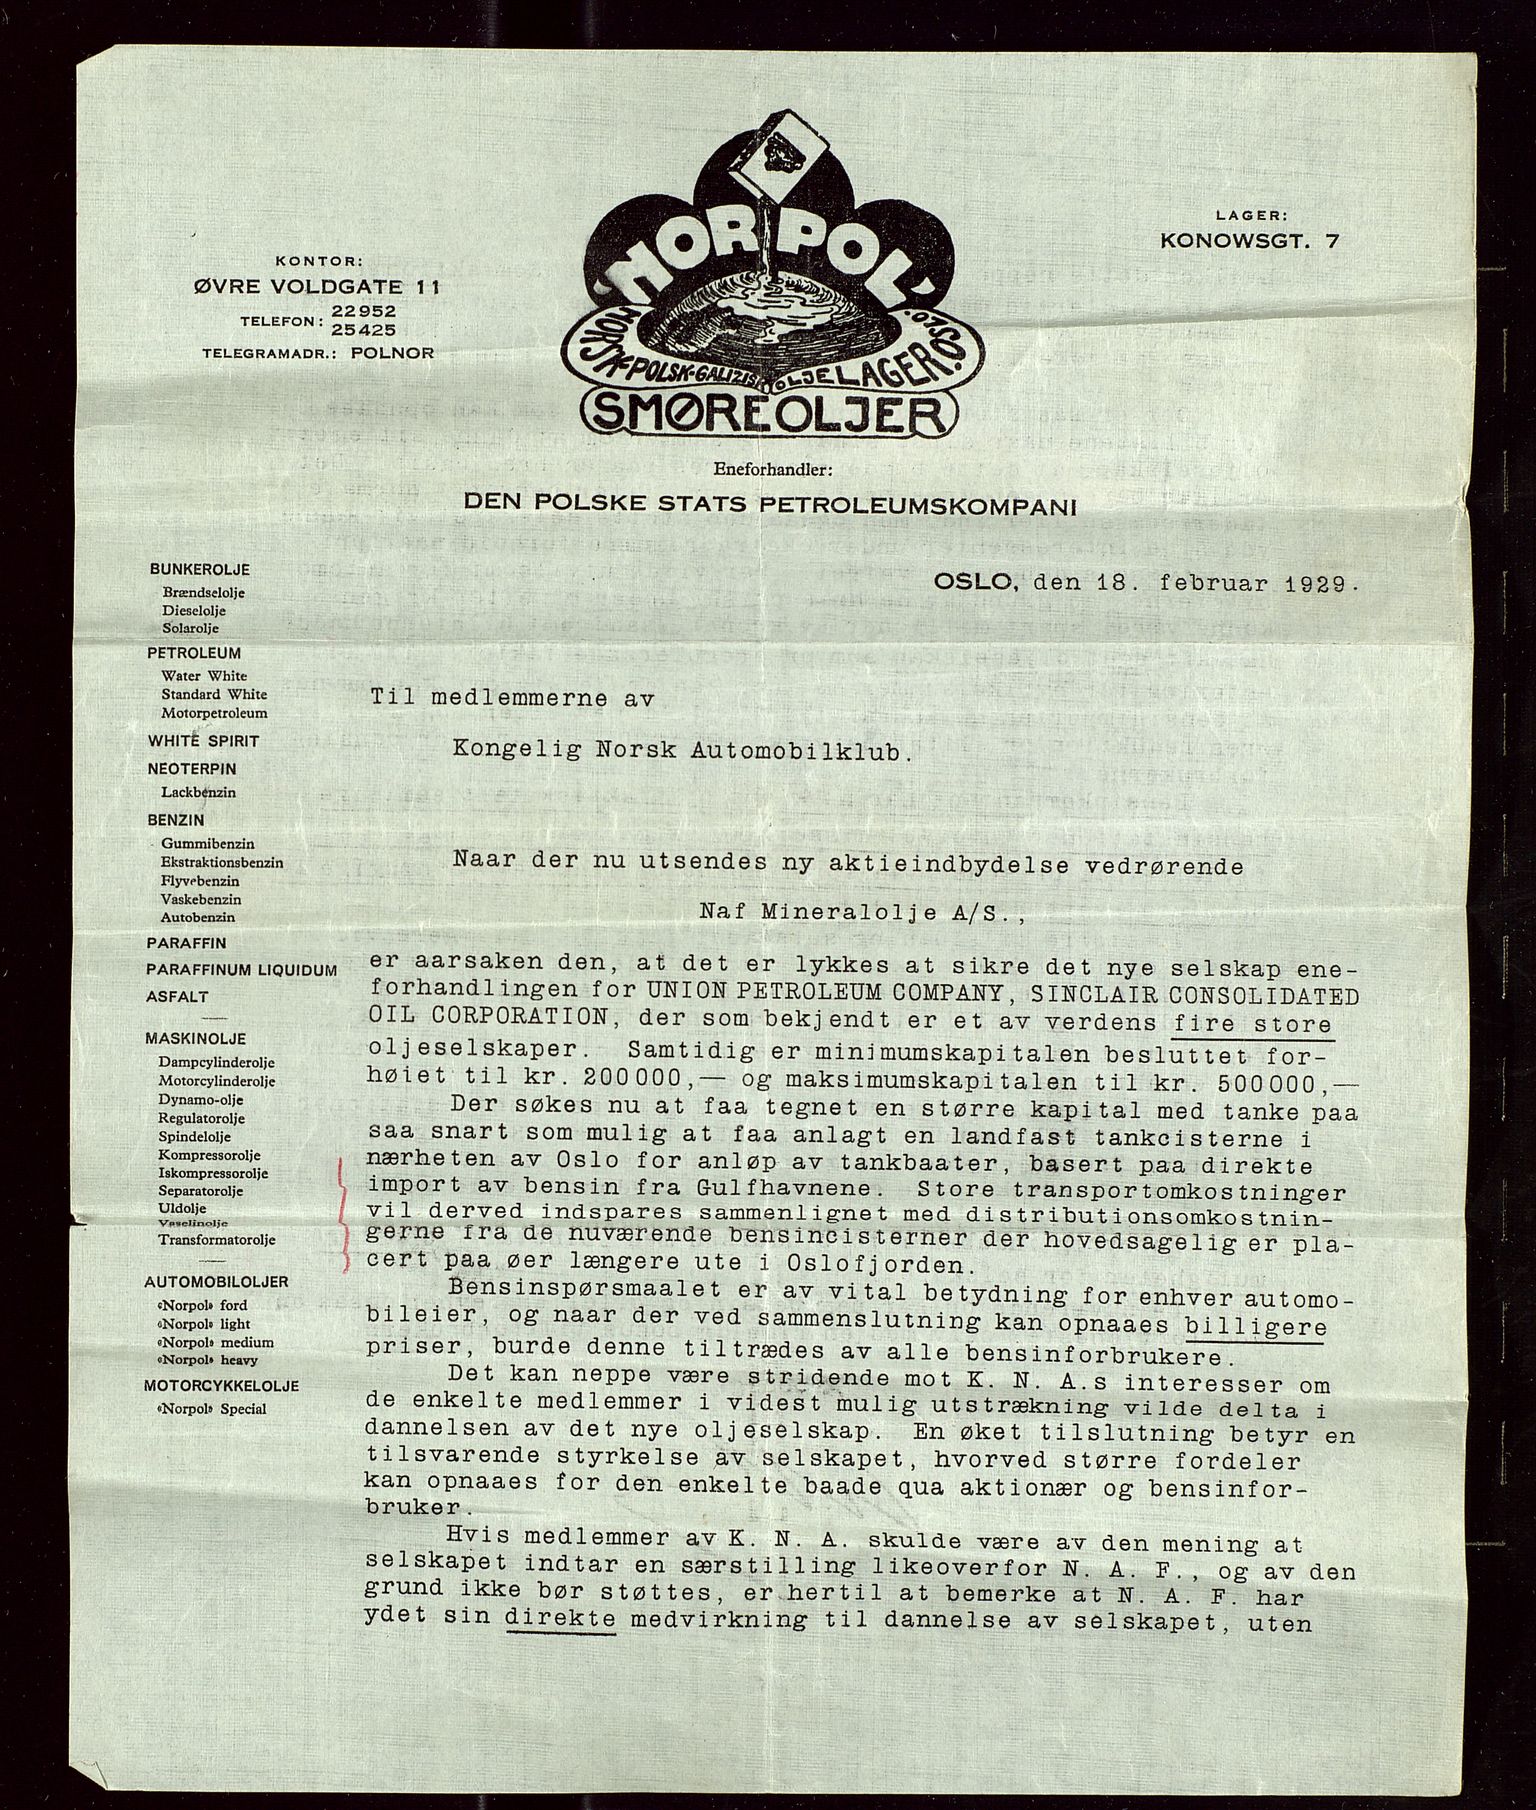 "NORPOL"
NORSK-POLSK-GALIZISK OLJELAGER. OSLO.
SMØREOLJER
LAGER:
KONOWSGT. 7
KONTOR:
ØVRE VOLDGATE 11
TELEFON: 22952
25425
TELEGRAMADR.: POLNOR
Eneforhandler:
DEN POLSKE STATS PETROLEUMSKOMPANI
OSLO, den 18. februar 1929.
BUNKEROLJE
Brændselolje
Dieselolje
Solarolje
PETROLEUM
Water White
Standard White
Motorpetroleum
WHITE SPIRIT
NEOTERPIN
Lackbenzin
BENZIN
Gummibenzin
Ekstraktionsbenzin
Flyvebenzin
Vaskebenzin
Autobenzin
PARAFFIN
PARAFFINUM LIQUIDUM
ASFALT
MASKINOLJE
Dampcylinderolje
Motorcylinderolje
Dynamo-olje
Regulatorolje
Spindelolje
Kompressorolje
Iskompressorolje
Separatorolje
Uldolje
Vaselinolje
Transformatorolje
AUTOMOBILOLJER
«Norpol» ford
«Norpol» light
«Norpol» medium
«Norpol» heavy
MOTORCYKKELOLJE
«Norpol» Special
Til medlemmerne av
Kongelig Norsk Automobilklub.
Naar der nu utsendes ny aktieindbydelse vedrørende
Naf Mineralolje A/S.,
er aarsaken den, at det er lykkes at sikre det nye selskap ene-
forhandlingen for UNION PETROLEUM COMPANY, SINCLAIR CONSOLIDATED
OIL CORPORATION, der som bekjendt er et av verdens fire store
oljeselskaper. Samtidig er minimumskapitalen besluttet for-
høiet til kr. 200000,— og maksimumskapitalen til kr. 500000,—
Der søkes nu at faa tegnet en større kapital med tanke paa
saa snart som mulig at faa anlagt en landfast tankcisterne i
nærheten av Oslo for anløp av tankbaater, basert paa direkte
import av bensin fra Gulfhavnene. Store transportomkostninger
vil derved indspares sammenlignet med distributionsomkostnin-
gerne fra de nuværende bensincisterner der hovedsagelig er pla-
cert paa øer længere ute i Oslofjorden.
Bensinspørsmaalet er av vital betydning for enhver automo-
bileier, og naar der ved sammenslutning kan opnaaes billigere
priser, burde denne tiltrædes av alle bensinforbrukere.
Det kan neppe være stridende mot K. N. A.s interesser om
de enkelte medlemmer i videst mulig utstrækning vilde delta i
dannelsen av det nye oljeselskap. En øket tilslutning betyr en
tilsvarende styrkelse av selskapet, hvorved større fordeler
kan opnaaes for den enkelte baade qua aktionær og bensinfor-
bruker.
Hvis medlemmer av K. N. A. skulde være av den mening at
selskapet indtar en særstilling likeoverfor N. A. F., og av den
grund ikke bør støttes, er hertil at bemerke at N. A. F. har
ydet sin direkte medvirkning til dannelse av selskapet, uten